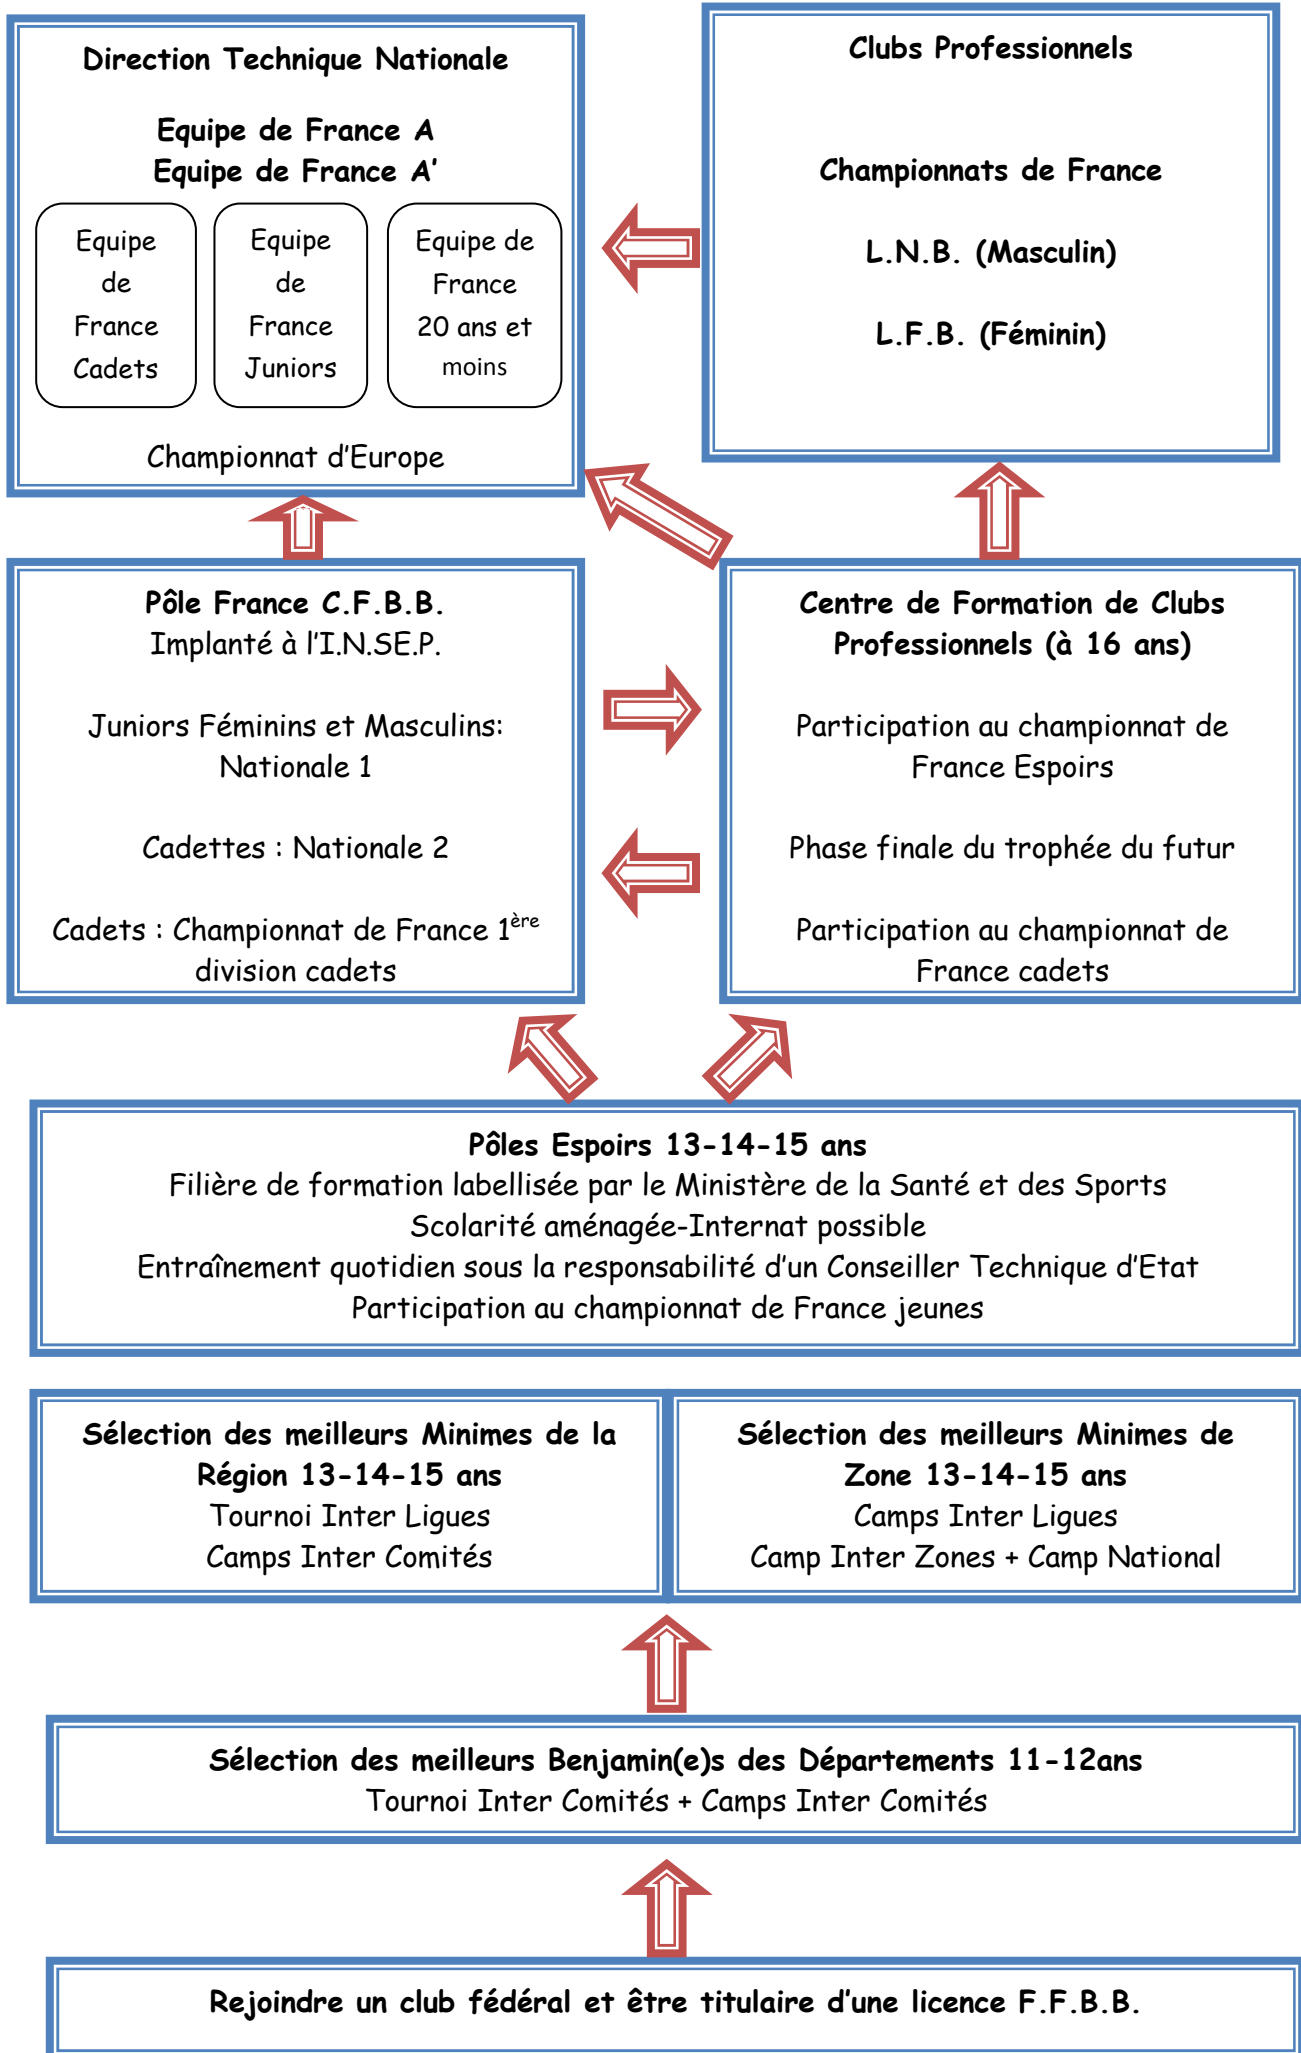 Direction Technique Nationale
Equipe de France A
Equipe de France A’
Equipe
de
France
Cadets
Equipe
de
France
Juniors
Equipe de
France
20 ans et
moins
Championnat d’Europe
Clubs Professionnels
Championnats de France
L.N.B. (Masculin)
L.F.B. (Féminin)
Pôle France C.F.B.B.
Implanté à l’I.N.SE.P.
Juniors Féminins et Masculins:
Nationale 1
Cadettes : Nationale 2
Cadets : Championnat de France 1ère
division cadets
Centre de Formation de Clubs
Professionnels (à 16 ans)
Participation au championnat de
France Espoirs
Phase finale du trophée du futur
Participation au championnat de
France cadets
Pôles Espoirs 13-14-15 ans
Filière de formation labellisée par le Ministère de la Santé et des Sports
Scolarité aménagée-Internat possible
Entraînement quotidien sous la responsabilité d’un Conseiller Technique d’Etat
Participation au championnat de France jeunes
Sélection des meilleurs Minimes de la
Région 13-14-15 ans
Tournoi Inter Ligues
Camps Inter Comités
Sélection des meilleurs Minimes de
Zone 13-14-15 ans
Camps Inter Ligues
Camp Inter Zones + Camp National
Sélection des meilleurs Benjamin(e)s des Départements 11-12ans
Tournoi Inter Comités + Camps Inter Comités
Rejoindre un club fédéral et être titulaire d’une licence F.F.B.B.